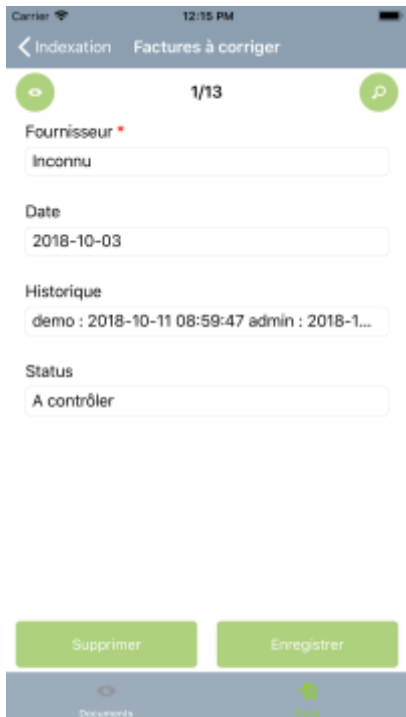 Carrier 12:15 PM
Indexation Factures à corriger
1/13
Fournisseur *
Inconnu
Date
2018-10-03
Historique
demo : 2018-10-11 08:59:47 admin : 2018-1...
Status
A contrôler
Supprimer Enregistrer
Documents